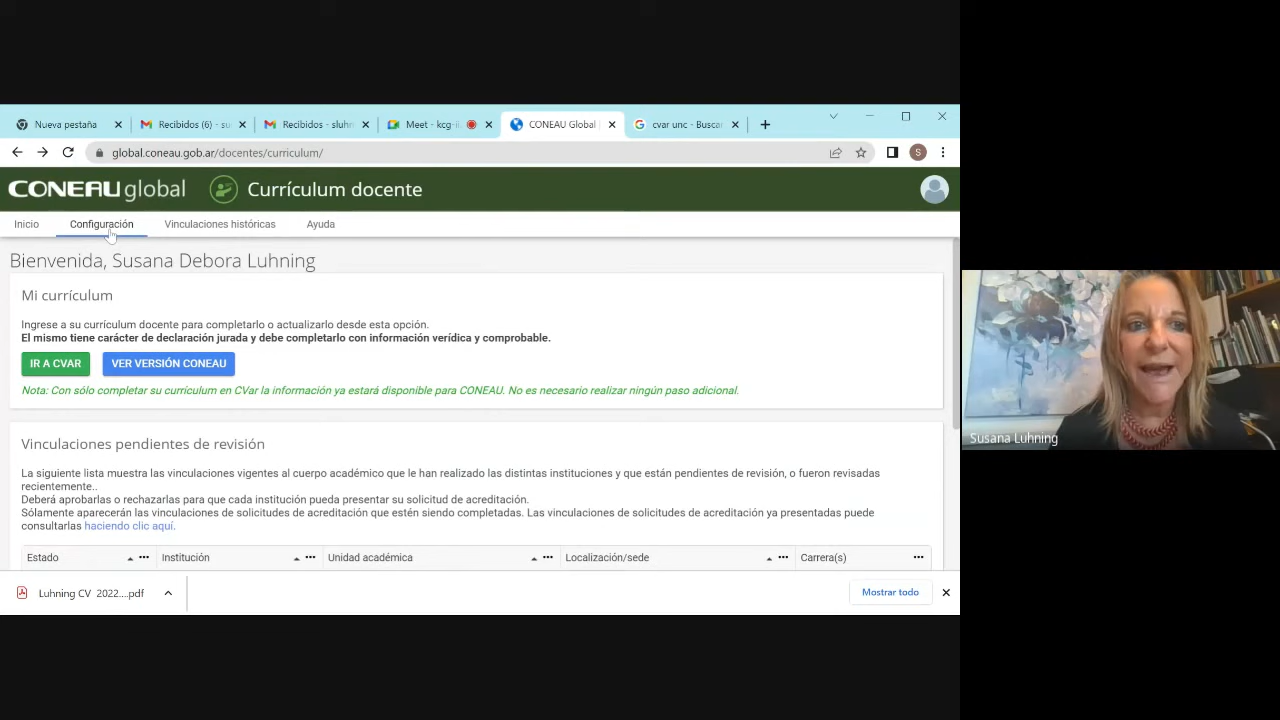 Nueva pestaña
Recibidos (6) - su
Recibidos - sluhn
Meet - kcg-ii
CONEAU Global |
cvar unc - Buscar
global.coneau.gob.ar/docentes/curriculum/
S
CONEAU global
Currículum docente
Inicio
Configuración
Vinculaciones históricas
Ayuda
Bienvenida, Susana Debora Luhning
Mi currículum
Ingrese a su currículum docente para completarlo o actualizarlo desde esta opción.
El mismo tiene carácter de declaración jurada y debe completarlo con información verídica y comprobable.
IR A CVAR
VER VERSIÓN CONEAU
Nota: Con sólo completar su currículum en CVar la información ya estará disponible para CONEAU. No es necesario realizar ningún paso adicional.
Vinculaciones pendientes de revisión
La siguiente lista muestra las vinculaciones vigentes al cuerpo académico que le han realizado las distintas instituciones y que están pendientes de revisión, o fueron revisadas
recientemente..
Deberá aprobarlas o rechazarlas para que cada institución pueda presentar su solicitud de acreditación.
Sólamente aparecerán las vinculaciones de solicitudes de acreditación que estén siendo completadas. Las vinculaciones de solicitudes de acreditación ya presentadas puede
consultarlas haciendo clic aquí.
Estado
Institución
Unidad académica
Localización/sede
Carrera(s)
Luhning CV 2022....pdf
Mostrar todo
Susana Luhning